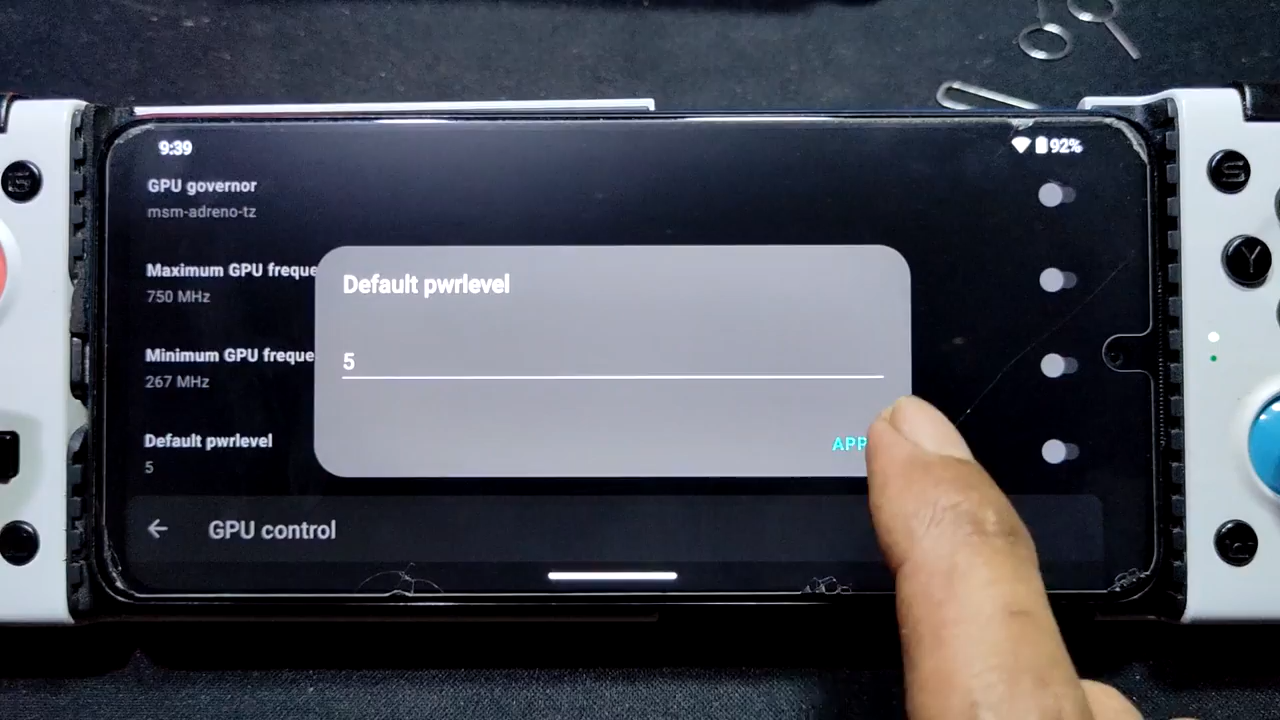 9:39
92%
GPU governor
msm-adreno-tz
Maximum GPU freque
750 MHz
Minimum GPU freque
267 MHz
Default pwrlevel
5
Default pwrlevel
5
APP
GPU control
S
Y